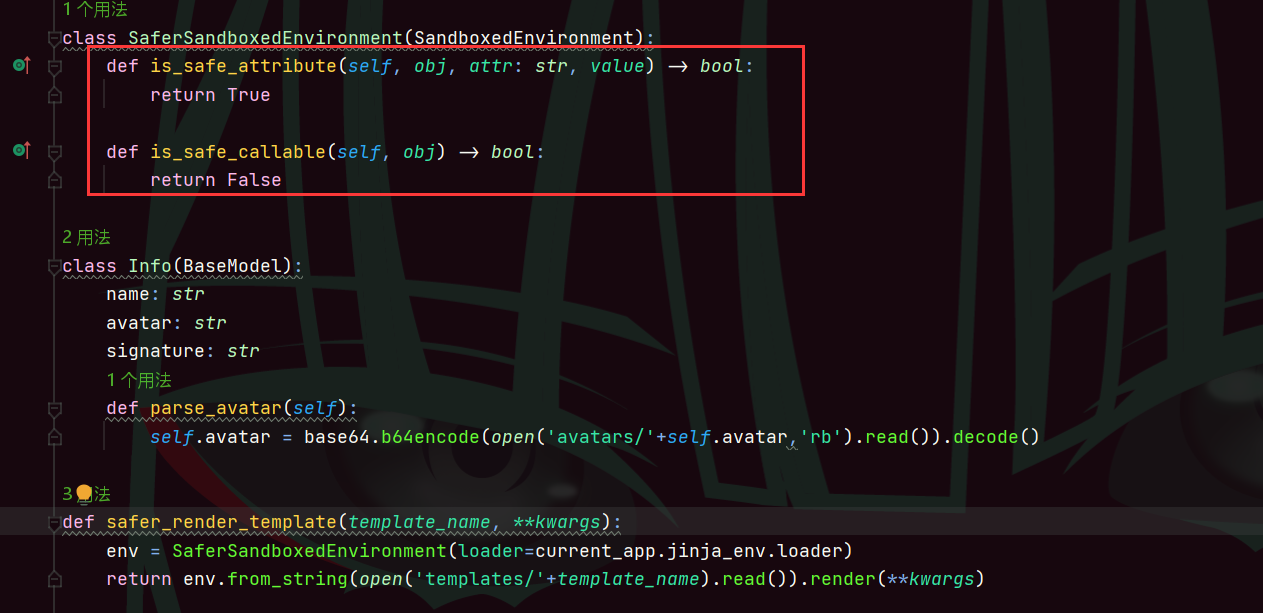 1 个用法
class SaferSandboxedEnvironment(SandboxedEnvironment):
    def is_safe_attribute(self, obj, attr: str, value) -> bool:
        return True
    def is_safe_callable(self, obj) -> bool:
        return False
2 用法
class Info(BaseModel):
    name: str
    avatar: str
    signature: str
    1 个用法
    def parse_avatar(self):
        self.avatar = base64.b64encode(open('avatars/'+self.avatar,'rb').read()).decode()
3 法
def safer_render_template(template_name, **kwargs):
    env = SaferSandboxedEnvironment(loader=current_app.jinja_env.loader)
    return env.from_string(open('templates/'+template_name).read()).render(**kwargs)